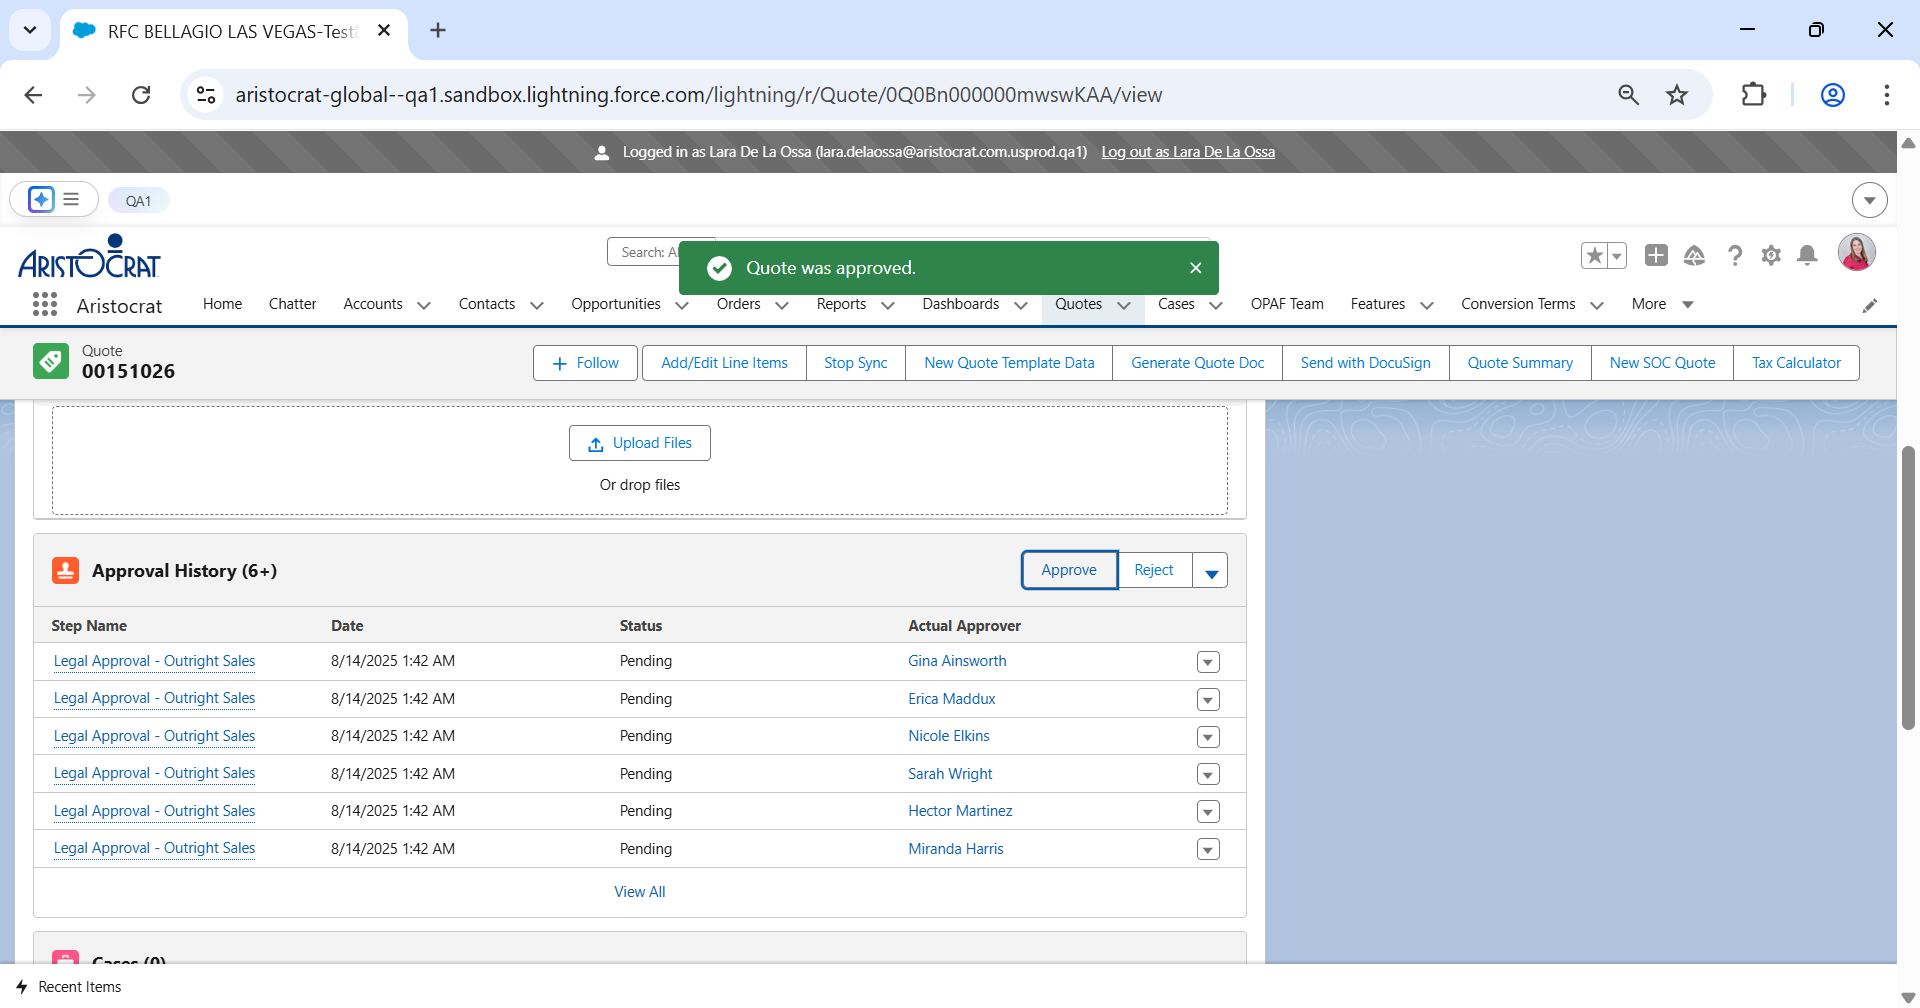 RFC BELLAGIO LAS VEGAS-Test
aristocrat-global--qa1.sandbox.lightning.force.com/lightning/r/Quote/0Q0Bn000000mwswKAA/view
Logged in as Lara De La Ossa (lara.delaossa@aristocrat.com.usprod.qa1) Log out as Lara De La Ossa
QA1
ARISTOCRAT
Search:
Quote was approved.
Aristocrat Home Chatter Accounts Contacts Opportunities Orders Reports Dashboards Quotes Cases OPAF Team Features Conversion Terms More
Quote
00151026
Follow Add/Edit Line Items Stop Sync New Quote Template Data Generate Quote Doc Send with DocuSign Quote Summary New SOC Quote Tax Calculator
Upload Files
Or drop files
Approval History (6+) Approve Reject
Step Name Date Status Actual Approver
Legal Approval - Outright Sales 8/14/2025 1:42 AM Pending Gina Ainsworth
Legal Approval - Outright Sales 8/14/2025 1:42 AM Pending Erica Maddux
Legal Approval - Outright Sales 8/14/2025 1:42 AM Pending Nicole Elkins
Legal Approval - Outright Sales 8/14/2025 1:42 AM Pending Sarah Wright
Legal Approval - Outright Sales 8/14/2025 1:42 AM Pending Hector Martinez
Legal Approval - Outright Sales 8/14/2025 1:42 AM Pending Miranda Harris
View All
Cases (0)
Recent Items